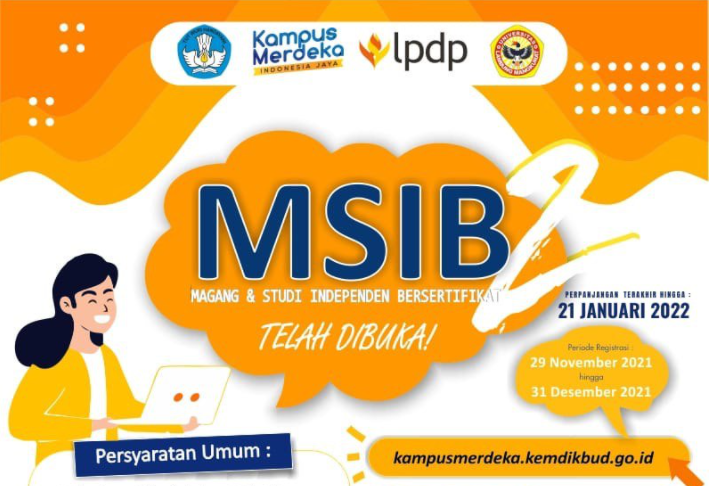 Kampus
Merdeka
INDONESIA JAYA
lpdp
MSIB 2
MAGANG & STUDI INDEPENDEN BERSERTIFIKAT
TELAH DIBUKA!
PERPANJANGAN TERAKHIR HINGGA :
21 JANUARI 2022
Periode Registrasi :
29 November 2021
hingga
31 Desember 2021
Persyaratan Umum :
kampusmerdeka.kemdikbud.go.id